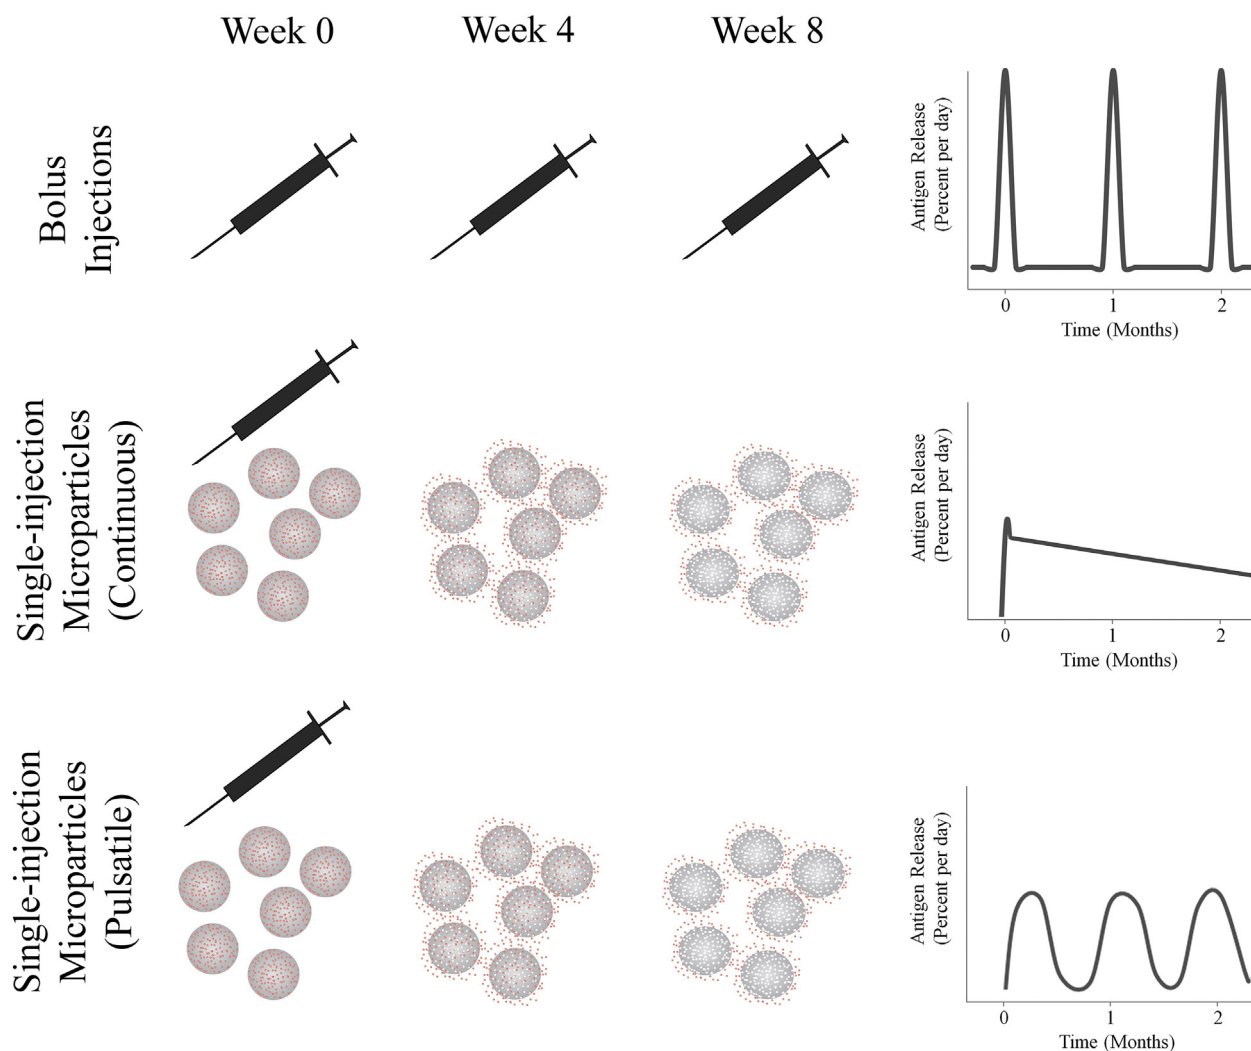 Week 0
Week 4
Week 8
Bolus
Injections
Antigen Release
(Percent per day)
0
1
2
Time (Months)
Single-injection
Microparticles
(Continuous)
Antigen Release
(Percent per day)
0
1
2
Time (Months)
Single-injection
Microparticles
(Pulsatile)
Antigen Release
(Percent per day)
0
1
2
Time (Months)